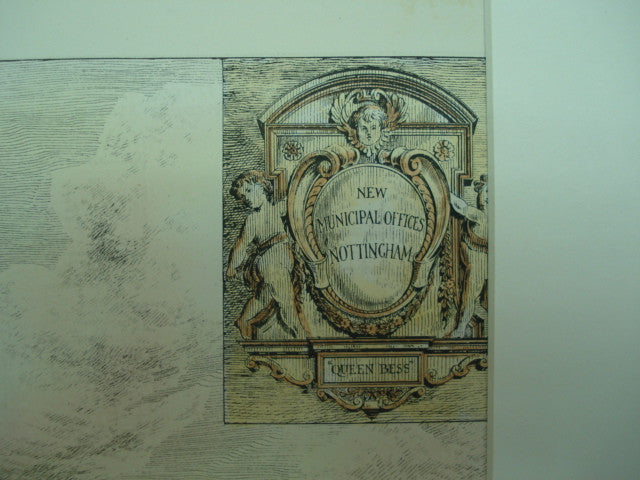 NEW
MUNICIPAL OFFICES
NOTTINGHAM
"QUEEN BESS"